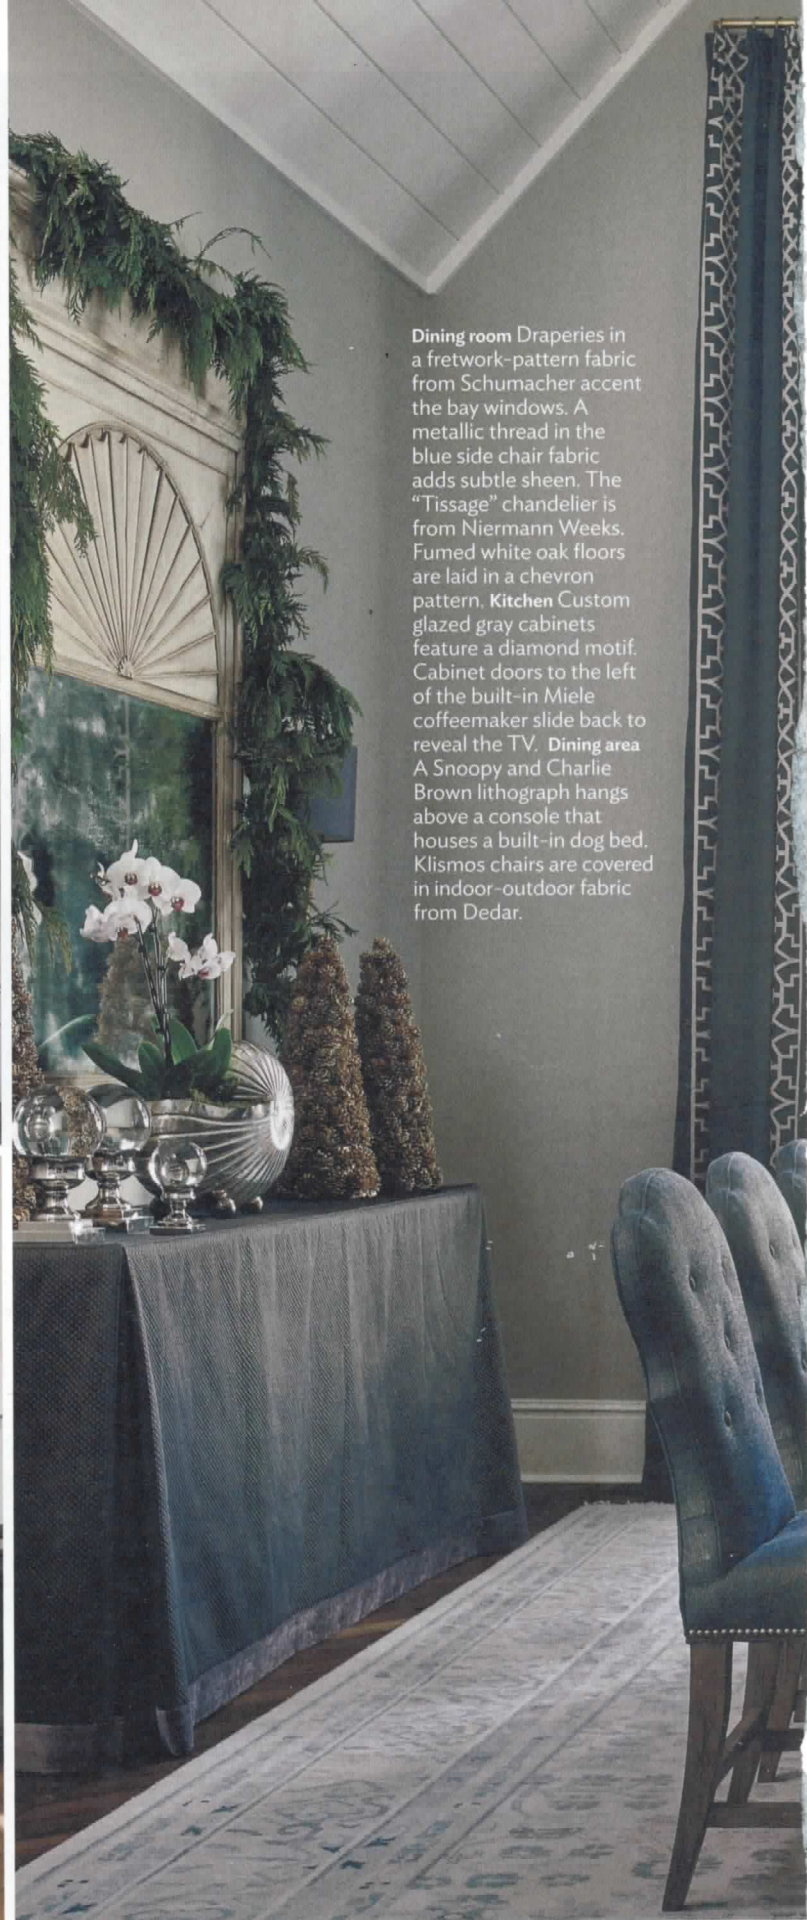 Dining room Draperies in
a fretwork-pattern fabric
from Schumacher accent
the bay windows. A
metallic thread in the
blue side chair fabric
adds subtle sheen. The
“Tissage” chandelier is
from Niermann Weeks.
Fumed white oak floors
are laid in a chevron
pattern. Kitchen Custom
glazed gray cabinets
feature a diamond motif.
Cabinet doors to the left
of the built-in Miele
coffeemaker slide back to
reveal the TV. Dining area
A Snoopy and Charlie
Brown lithograph hangs
above a console that
houses a built-in dog bed.
Klismos chairs are covered
in indoor-outdoor fabric
from Dedar.